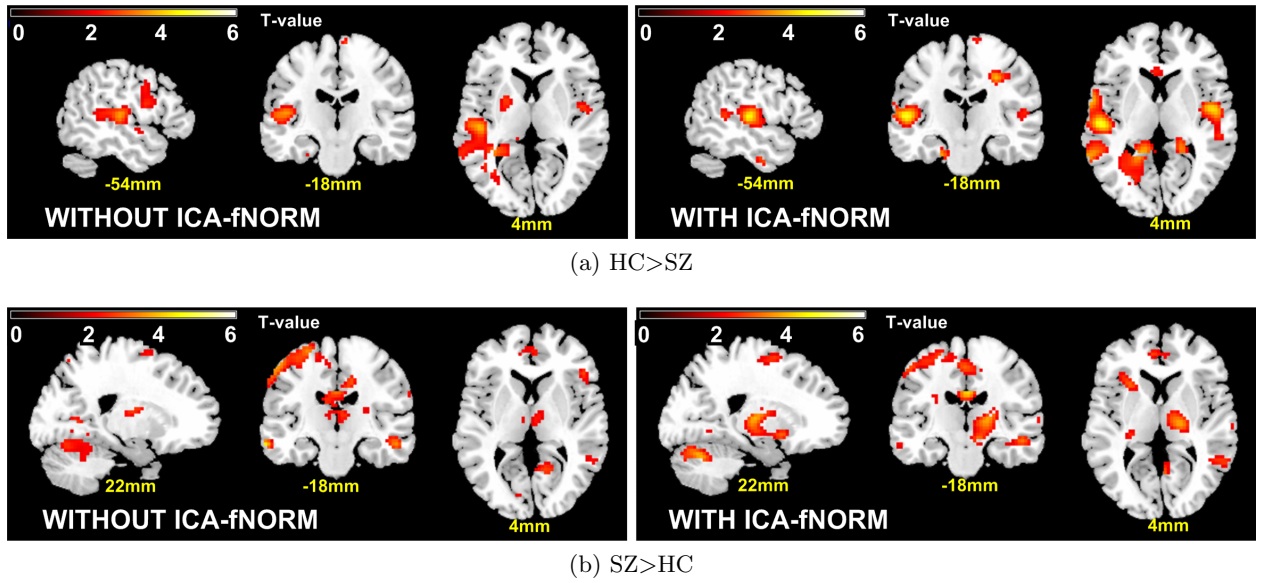 0 2 4 6 T-value
-54mm -18mm
WITHOUT ICA-fNORM 4mm
0 2 4 6 T-value
-54mm -18mm
WITH ICA-fNORM 4mm
(a) HC>SZ
0 2 4 6 T-value
22mm -18mm
WITHOUT ICA-fNORM 4mm
0 2 4 6 T-value
22mm -18mm
WITH ICA-fNORM 4mm
(b) SZ>HC